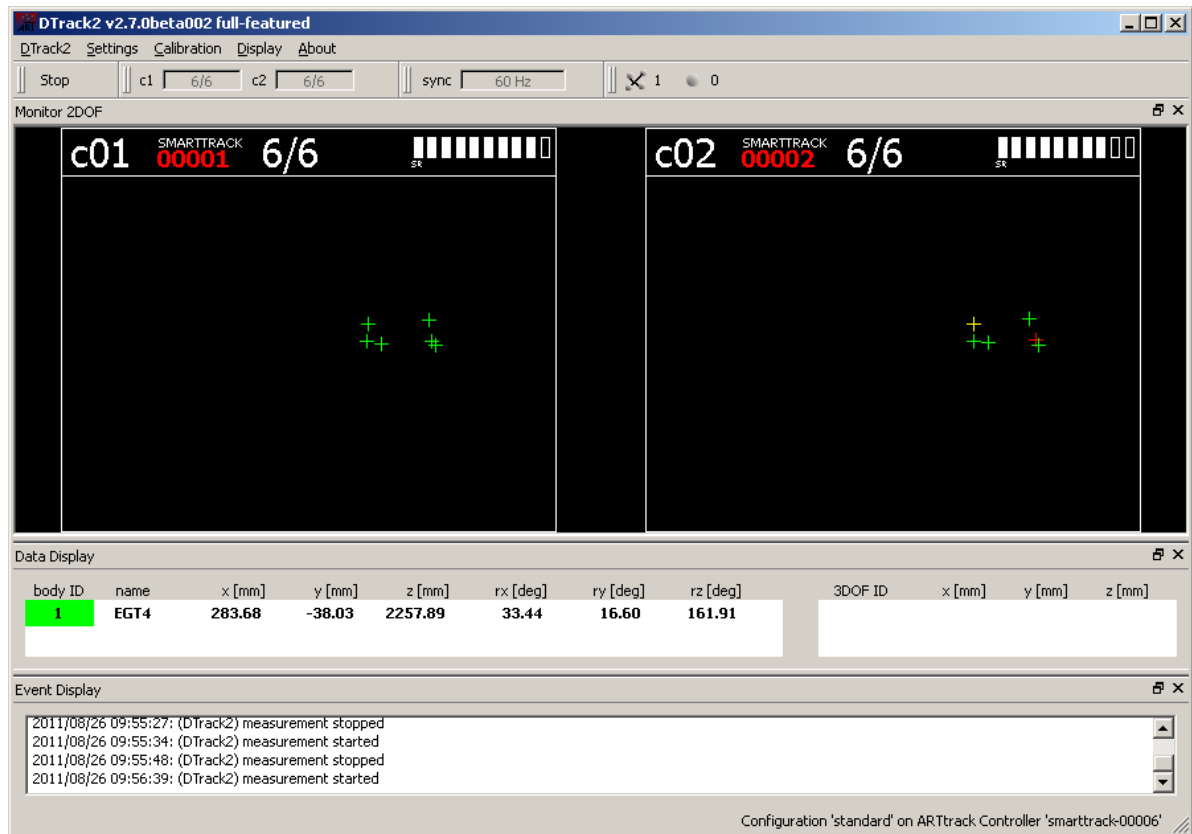 DTrack2 v2.7.0beta002 full-featured
DTrack2 Settings Calibration Display About
Stop c1 6/6 c2 6/6 sync 60 Hz 1 0
Monitor 2DOF
c01 SMARTTRACK 00001 6/6 SR
c02 SMARTTRACK 00002 6/6 SR
Data Display
body ID name x [mm] y [mm] z [mm] rx [deg] ry [deg] rz [deg] 3DOF ID x [mm] y [mm] z [mm]
1 EGT4 283.68 -38.03 2257.89 33.44 16.60 161.91
Event Display
2011/08/26 09:55:27: (DTrack2) measurement stopped
2011/08/26 09:55:34: (DTrack2) measurement started
2011/08/26 09:55:48: (DTrack2) measurement stopped
2011/08/26 09:56:39: (DTrack2) measurement started
Configuration 'standard' on ARTtrack Controller 'smarttrack-00006'